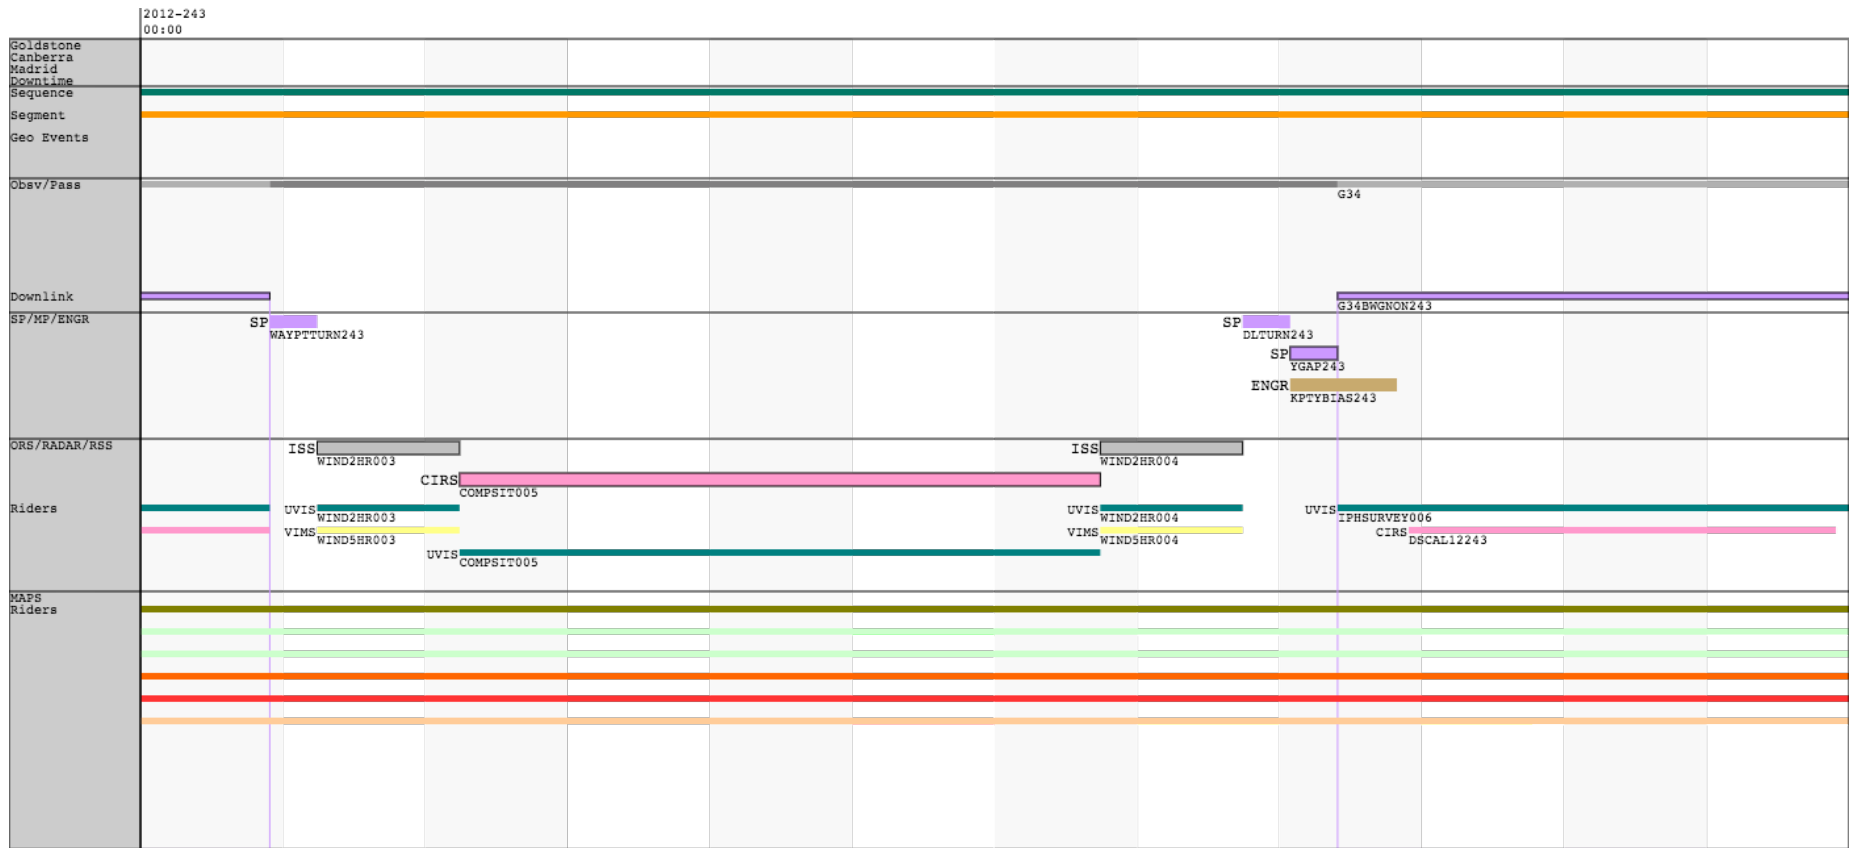 2012-243
00:00
Goldstone
Canberra
Madrid
Downtime
Sequence
Segment
Geo Events
Obsv/Pass
G34
Downlink
G34BWGNON243
SP/MP/ENGR
SP
WAYPTTURN243
SP
DLTURN243
SP
YGAP243
ENGR
KPTYBIAS243
ORS/RADAR/RSS
ISS
WIND2HR003
ISS
WIND2HR004
CIRS
COMPSIT005
Riders
UVIS
WIND2HR003
UVIS
WIND2HR004
UVIS
IPHSURVEY006
VIMS
WIND5HR003
VIMS
WIND5HR004
CIRS
DSCAL12243
UVIS
COMPSIT005
MAPS
Riders